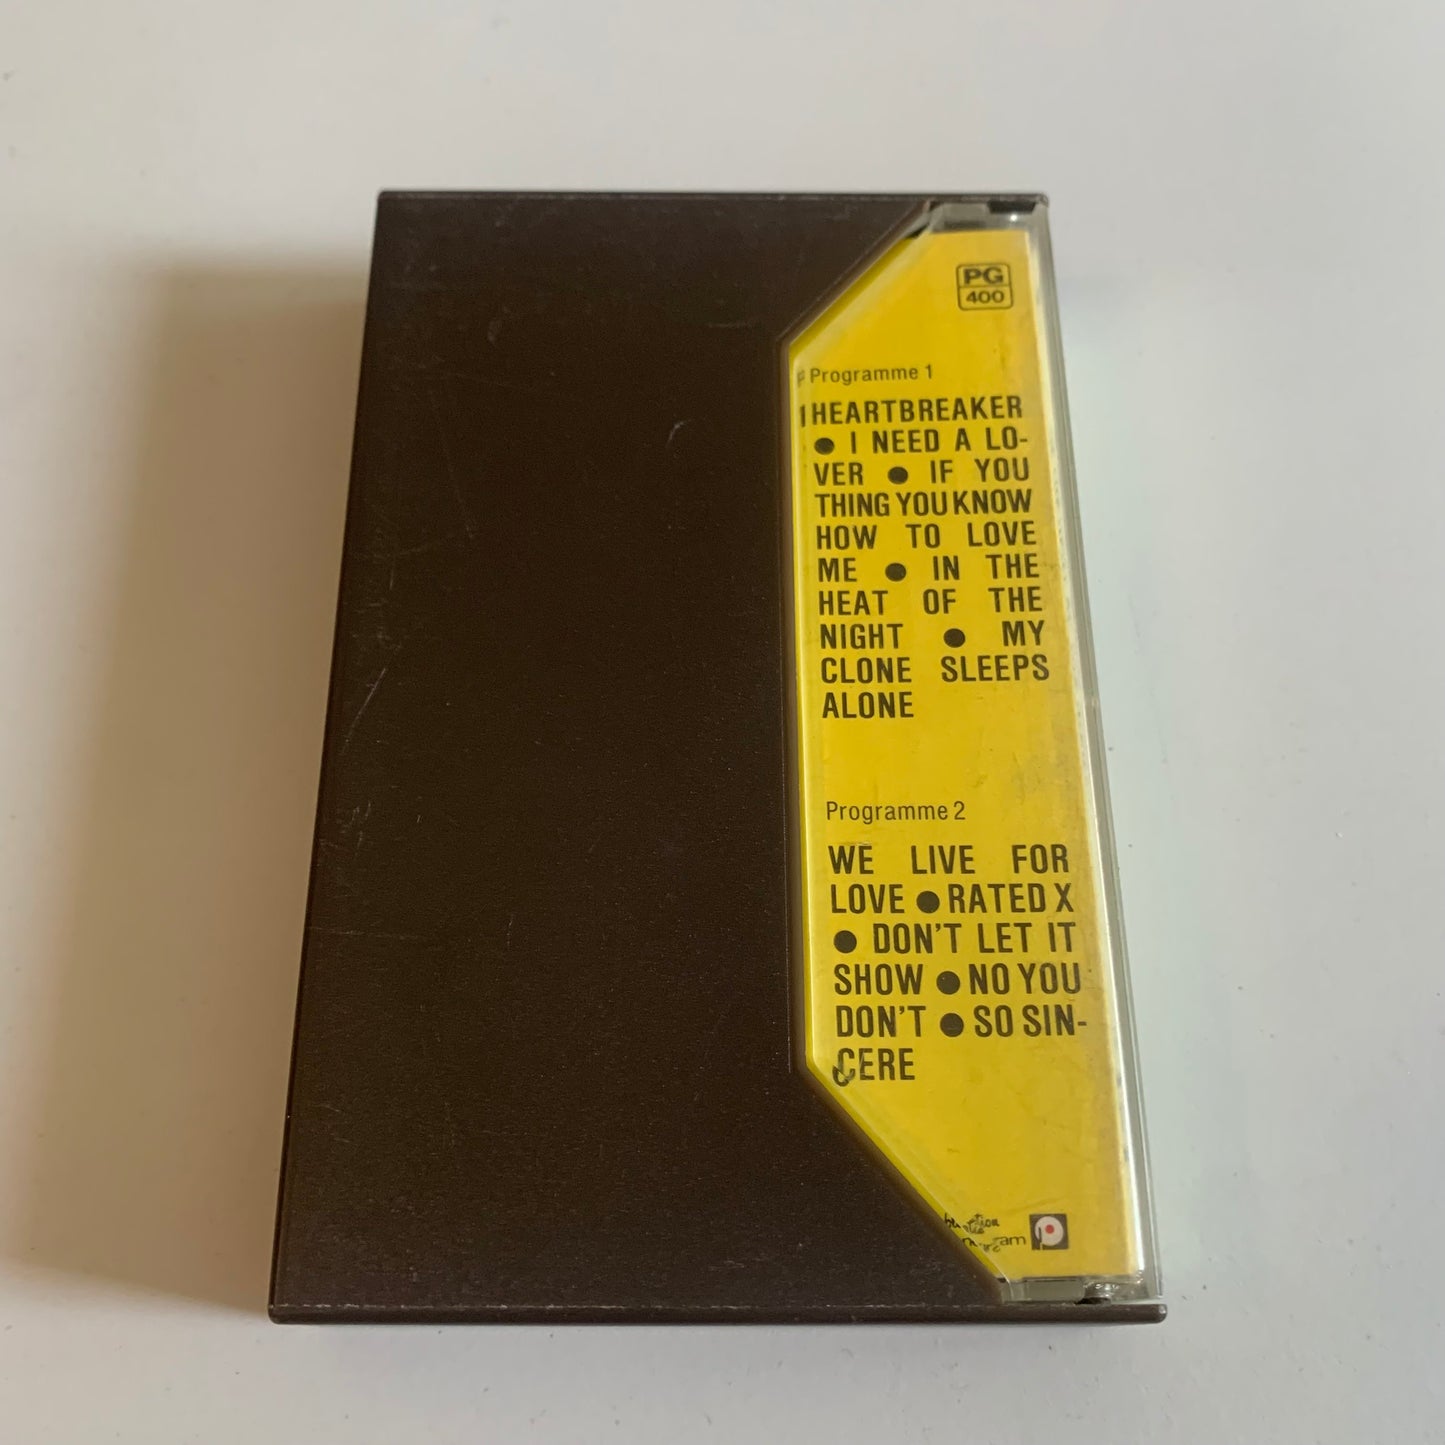 PG
400
Programme 1
HEARTBREAKER
● I NEED A LO-
VER ● IF YOU
THING YOU KNOW
HOW TO LOVE
ME ● IN THE
HEAT OF THE
NIGHT ● MY
CLONE SLEEPS
ALONE
Programme 2
WE LIVE FOR
LOVE ● RATED X
● DON'T LET IT
SHOW ● NO YOU
DON'T ● SO SIN-
CERE